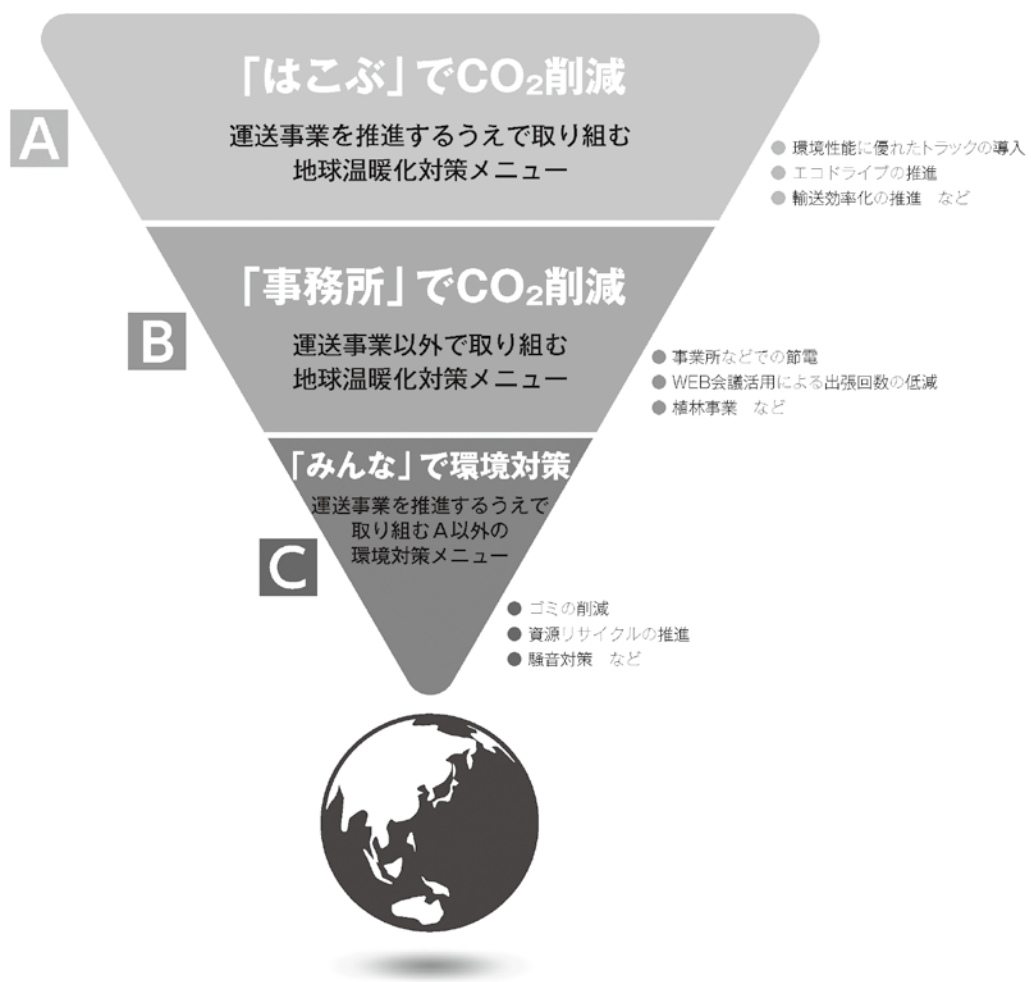 A
「はこぶ」でCO₂削減
運送事業を推進するうえで取り組む
地球温暖化対策メニュー
● 環境性能に優れたトラックの導入
● エコドライブの推進
● 輸送効率化の推進　など
B
「事務所」でCO₂削減
運送事業以外で取り組む
地球温暖化対策メニュー
● 事業所などでの節電
● WEB会議活用による出張回数の低減
● 植林事業　など
C
「みんな」で環境対策
運送事業を推進するうえで
取り組むA以外の
環境対策メニュー
● ゴミの削減
● 資源リサイクルの推進
● 騒音対策　など